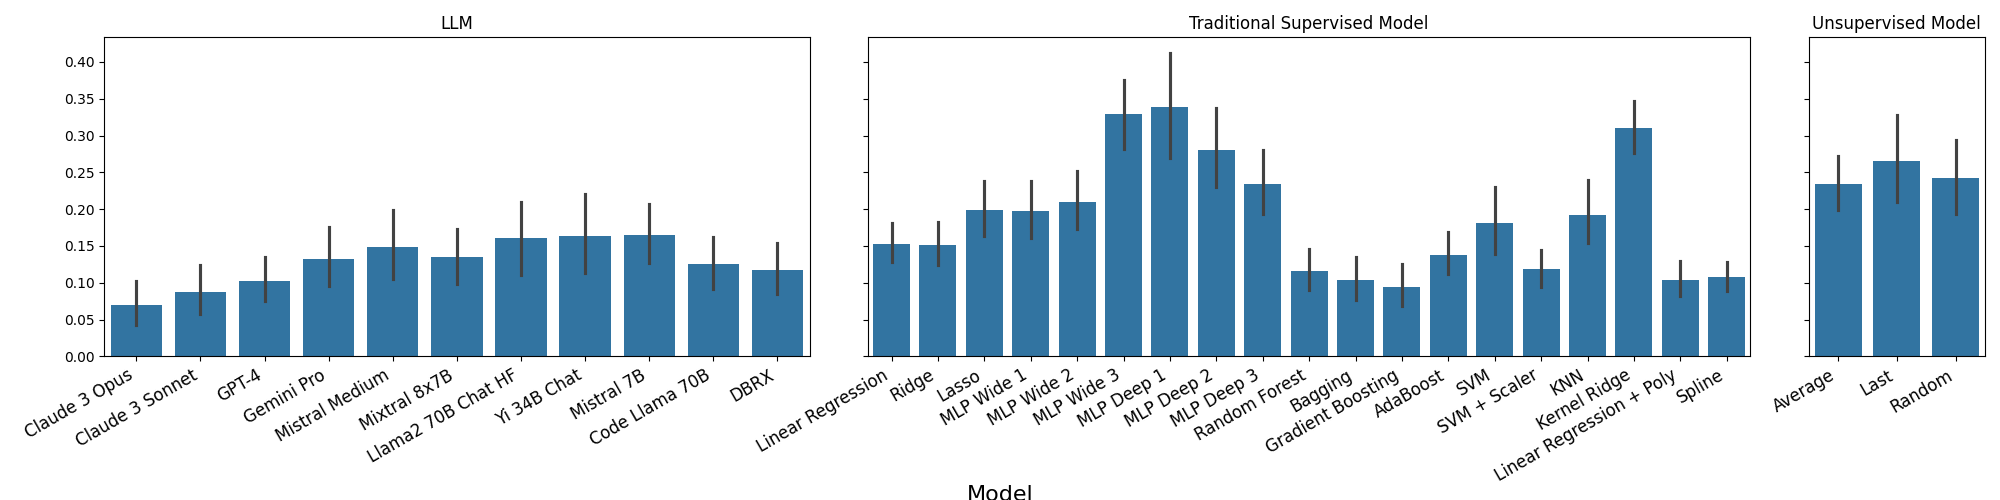 LLM
Traditional Supervised Model
Unsupervised Model
0.40
0.35
0.30
0.25
0.20
0.15
0.10
0.05
0.00
Claude 3 Opus
Claude 3 Sonnet
GPT-4
Gemini Pro
Mistral Medium
Mixtral 8x7B
Llama2 70B Chat HF
Yi 34B Chat
Mistral 7B
Code Llama 70B
DBRX
Linear Regression
Ridge
Lasso
MLP Wide 1
MLP Wide 2
MLP Wide 3
MLP Deep 1
MLP Deep 2
MLP Deep 3
Random Forest
Bagging
Gradient Boosting
AdaBoost
SVM
SVM + Scaler
KNN
Kernel Ridge
Linear Regression + Poly
Spline
Average
Last
Random
Model